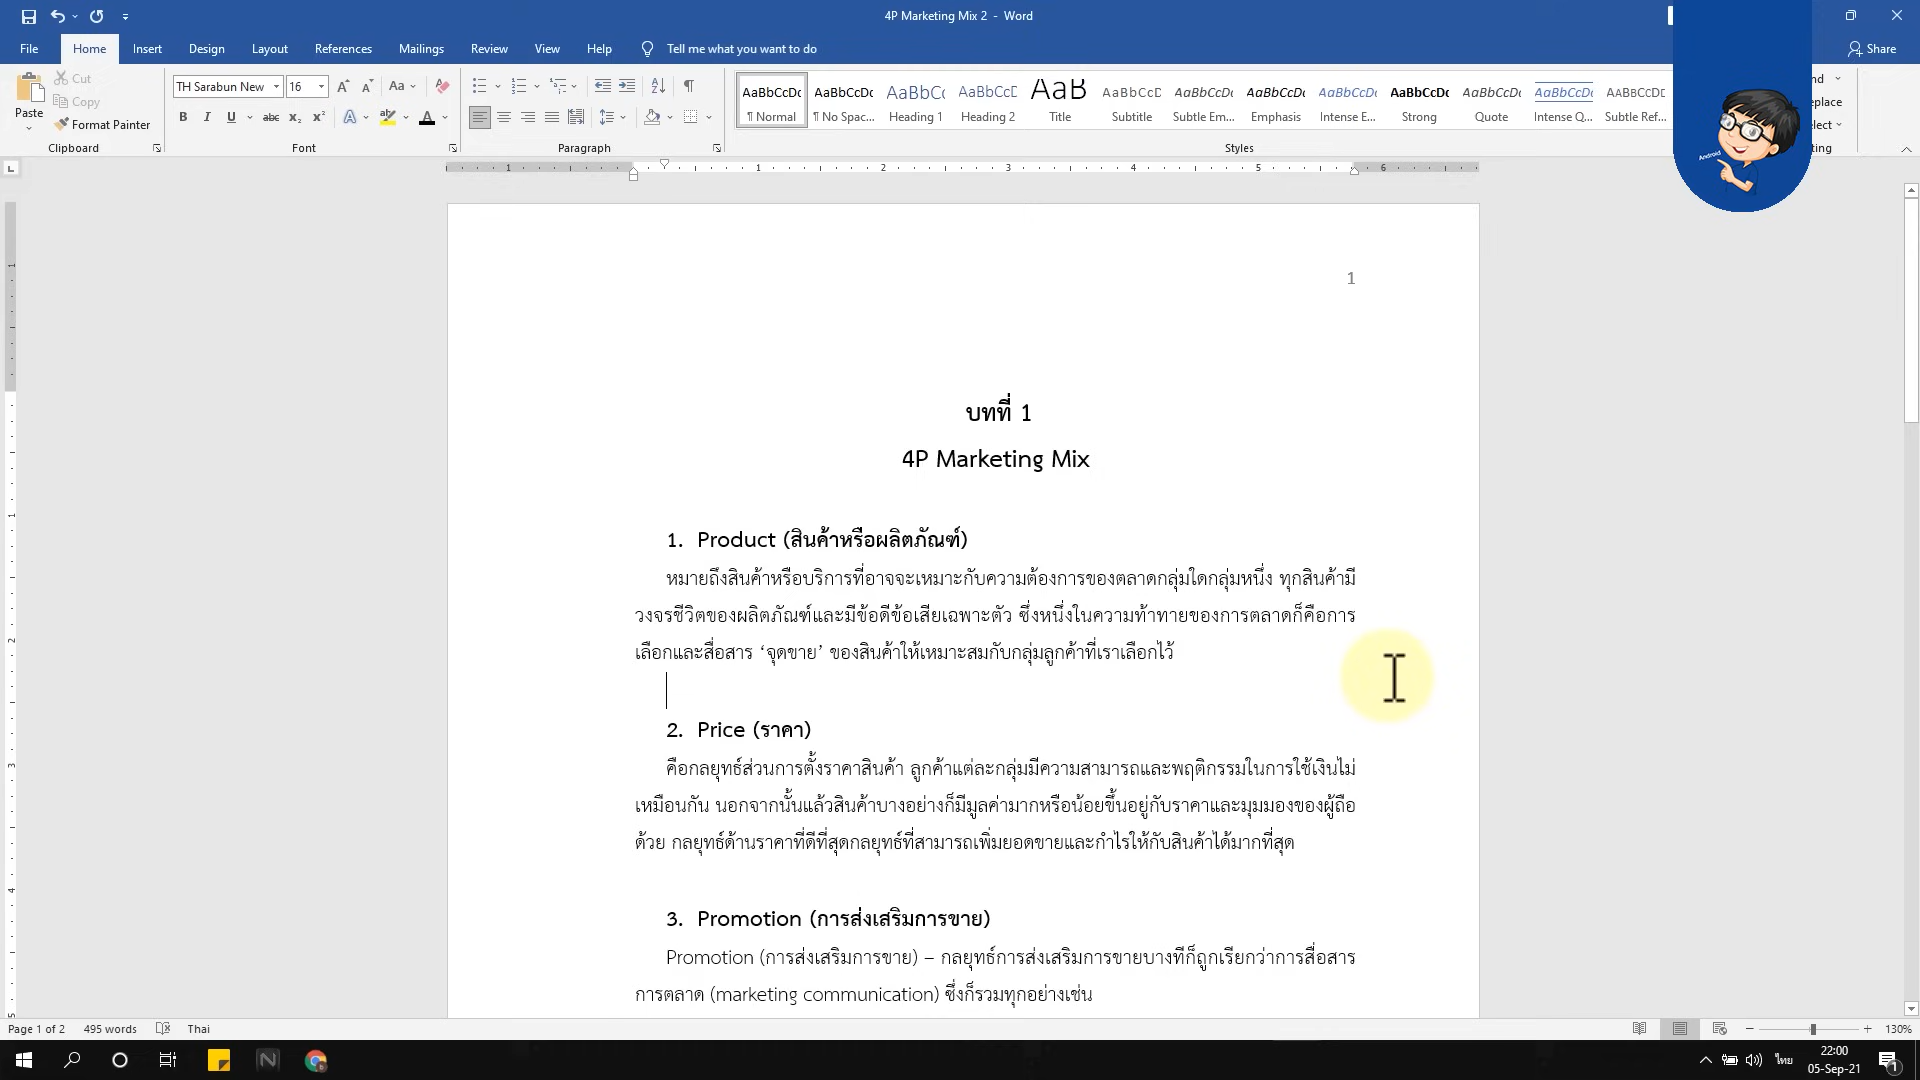 4P Marketing Mix 2 - Word
File Home Insert Design Layout References Mailings Review View Help Tell me what you want to do Share
Paste
Cut
Copy
Format Painter
Clipboard
TH Sarabun New 16
Font
Paragraph
AaBbCcDc AaBbCcDc AaBbCc AaBbCcD AaB AaBbCcD AaBbCcDc AaBbCcDc AaBbCcDc AaBbCcDc AaBbCcDc AaBbCcDc AABBCCDD
¶ Normal ¶ No Spac... Heading 1 Heading 2 Title Subtitle Subtle Em... Emphasis Intense E... Strong Quote Intense Q... Subtle Ref...
Styles
Android
1 1 2 3 4 5 6
1
บทที่ 1
4P Marketing Mix
1. Product (สินค้าหรือผลิตภัณฑ์)
หมายถึงสินค้าหรือบริการที่อาจจะเหมาะกับความต้องการของตลาดกลุ่มใดกลุ่มหนึ่ง ทุกสินค้ามี
วงจรชีวิตของผลิตภัณฑ์และมีข้อดีข้อเสียเฉพาะตัว ซึ่งหนึ่งในความท้าทายของการตลาดก็คือการ
เลือกและสื่อสาร ‘จุดขาย’ ของสินค้าให้เหมาะสมกับกลุ่มลูกค้าที่เราเลือกไว้
2. Price (ราคา)
คือกลยุทธ์ส่วนการตั้งราคาสินค้า ลูกค้าแต่ละกลุ่มมีความสามารถและพฤติกรรมในการใช้เงินไม่
เหมือนกัน นอกจากนั้นแล้วสินค้าบางอย่างก็มีมูลค่ามากหรือน้อยขึ้นอยู่กับราคาและมุมมองของผู้ถือ
ด้วย กลยุทธ์ด้านราคาที่ดีที่สุดกลยุทธ์ที่สามารถเพิ่มยอดขายและกำไรให้กับสินค้าได้มากที่สุด
3. Promotion (การส่งเสริมการขาย)
Promotion (การส่งเสริมการขาย) – กลยุทธ์การส่งเสริมการขายบางทีก็ถูกเรียกว่าการสื่อสาร
การตลาด (marketing communication) ซึ่งก็รวมทุกอย่างเช่น
Page 1 of 2 495 words Thai 130%
ไทย 22:00
05-Sep-21